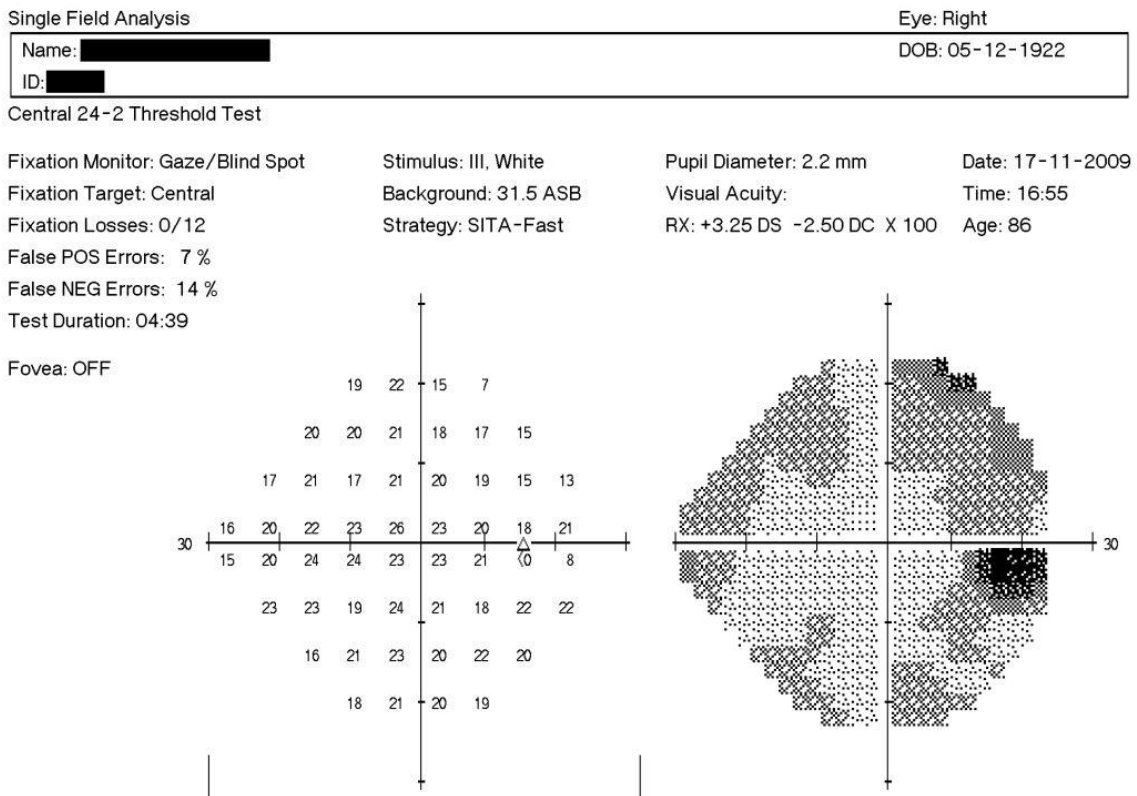 Single Field Analysis Eye: Right
Name: DOB: 05-12-1922
ID:
Central 24-2 Threshold Test
Fixation Monitor: Gaze/Blind Spot Stimulus: III, White Pupil Diameter: 2.2 mm Date: 17-11-2009
Fixation Target: Central Background: 31.5 ASB Visual Acuity: Time: 16:55
Fixation Losses: 0/12 Strategy: SITA-Fast RX: +3.25 DS -2.50 DC X 100 Age: 86
False POS Errors: 7 %
False NEG Errors: 14 %
Test Duration: 04:39
Fovea: OFF
19 22 15 7
20 20 21 18 17 15
17 21 17 21 20 19 15 13
16 20 22 23 26 23 20 18 21
30 30
15 20 24 24 23 23 21 <0 8
23 23 19 24 21 18 22 22
16 21 23 20 22 20
18 21 20 19